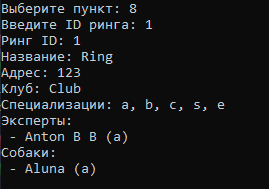 Выберите пункт: 8
Введите ID ринга: 1
Ринг ID: 1
Название: Ring
Адрес: 123
Клуб: Club
Специализации: a, b, c, s, e
Эксперты:
 - Anton B B (a)
Собаки:
 - Aluna (a)